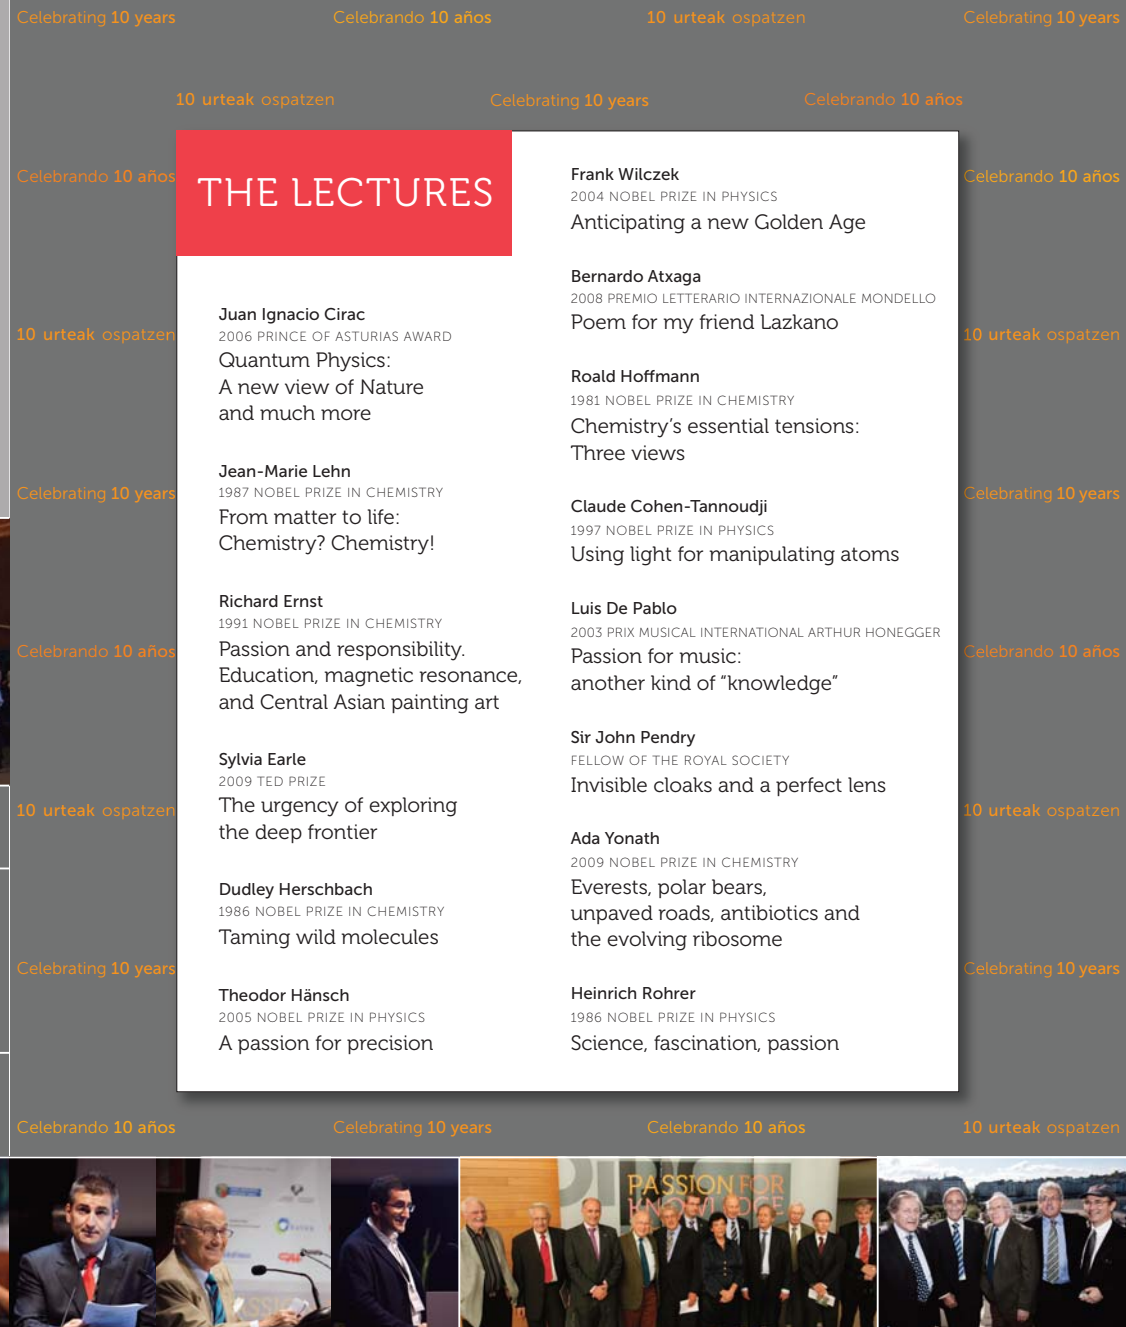 Celebrating 10 years
Celebrando 10 años
10 urteak ospatzen
Celebrating 10 years
10 urteak ospatzen
Celebrating 10 years
Celebrando 10 años
Celebrando 10 años
Celebrando 10 años
10 urteak ospatzen
10 urteak ospatzen
Celebrating 10 years
Celebrating 10 years
Celebrando 10 años
Celebrando 10 años
10 urteak ospatzen
10 urteak ospatzen
Celebrating 10 years
Celebrating 10 years
THE LECTURES
Juan Ignacio Cirac
2006 PRINCE OF ASTURIAS AWARD
Quantum Physics:
A new view of Nature
and much more
Jean-Marie Lehn
1987 NOBEL PRIZE IN CHEMISTRY
From matter to life:
Chemistry? Chemistry!
Richard Ernst
1991 NOBEL PRIZE IN CHEMISTRY
Passion and responsibility.
Education, magnetic resonance,
and Central Asian painting art
Sylvia Earle
2009 TED PRIZE
The urgency of exploring
the deep frontier
Dudley Herschbach
1986 NOBEL PRIZE IN CHEMISTRY
Taming wild molecules
Theodor Hänsch
2005 NOBEL PRIZE IN PHYSICS
A passion for precision
Frank Wilczek
2004 NOBEL PRIZE IN PHYSICS
Anticipating a new Golden Age
Bernardo Atxaga
2008 PREMIO LETTERARIO INTERNAZIONALE MONDELLO
Poem for my friend Lazkano
Roald Hoffmann
1981 NOBEL PRIZE IN CHEMISTRY
Chemistry's essential tensions:
Three views
Claude Cohen-Tannoudji
1997 NOBEL PRIZE IN PHYSICS
Using light for manipulating atoms
Luis De Pablo
2003 PRIX MUSICAL INTERNATIONAL ARTHUR HONEGGER
Passion for music:
another kind of “knowledge”
Sir John Pendry
FELLOW OF THE ROYAL SOCIETY
Invisible cloaks and a perfect lens
Ada Yonath
2009 NOBEL PRIZE IN CHEMISTRY
Everests, polar bears,
unpaved roads, antibiotics and
the evolving ribosome
Heinrich Rohrer
1986 NOBEL PRIZE IN PHYSICS
Science, fascination, passion
Celebrando 10 años
Celebrating 10 years
Celebrando 10 años
10 urteak ospatzen
PASSION FOR
KNOWLEDGE